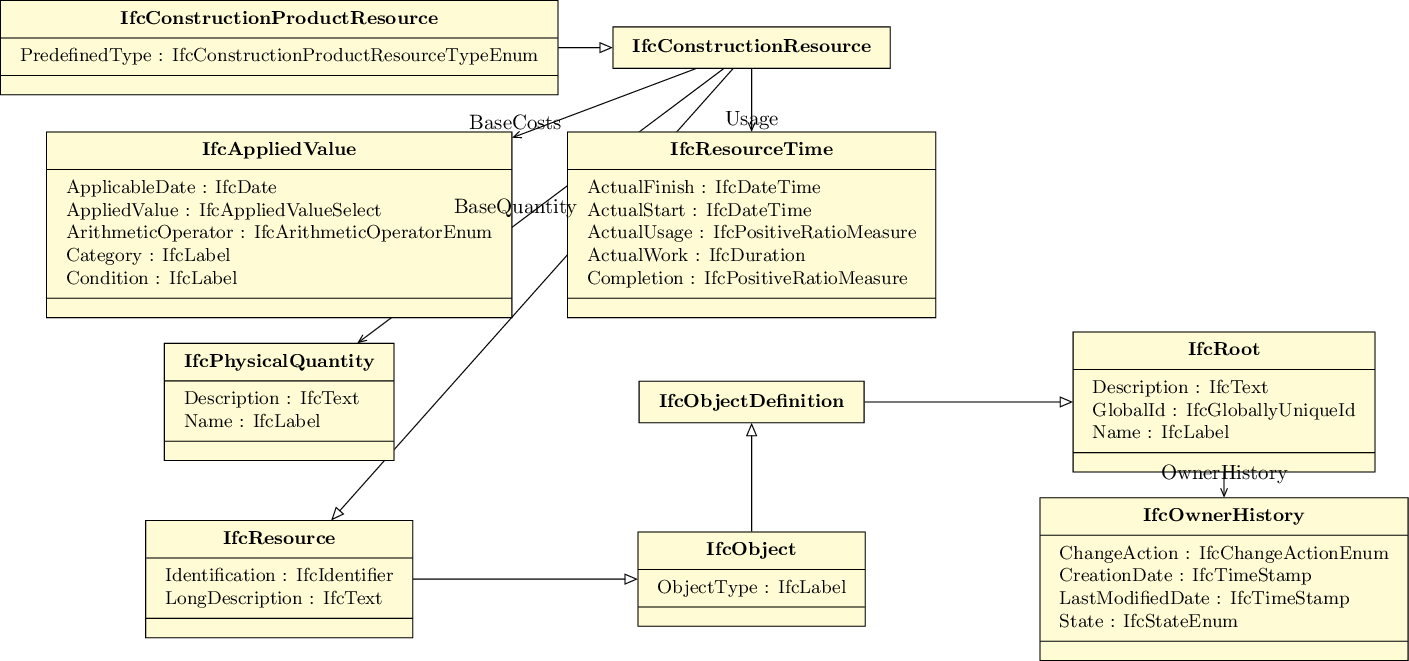 IfcConstructionProductResource
PredefinedType : IfcConstructionProductResourceTypeEnum
IfcConstructionResource
BaseCosts
Usage
IfcAppliedValue
ApplicableDate : IfcDate
AppliedValue : IfcAppliedValueSelect
ArithmeticOperator : IfcArithmeticOperatorEnum
Category : IfcLabel
Condition : IfcLabel
BaseQuantity
IfcResourceTime
ActualFinish : IfcDateTime
ActualStart : IfcDateTime
ActualUsage : IfcPositiveRatioMeasure
ActualWork : IfcDuration
Completion : IfcPositiveRatioMeasure
IfcPhysicalQuantity
Description : IfcText
Name : IfcLabel
IfcObjectDefinition
IfcRoot
Description : IfcText
GlobalId : IfcGloballyUniqueId
Name : IfcLabel
OwnerHistory
IfcResource
Identification : IfcIdentifier
LongDescription : IfcText
IfcObject
ObjectType : IfcLabel
IfcOwnerHistory
ChangeAction : IfcChangeActionEnum
CreationDate : IfcTimeStamp
LastModifiedDate : IfcTimeStamp
State : IfcStateEnum